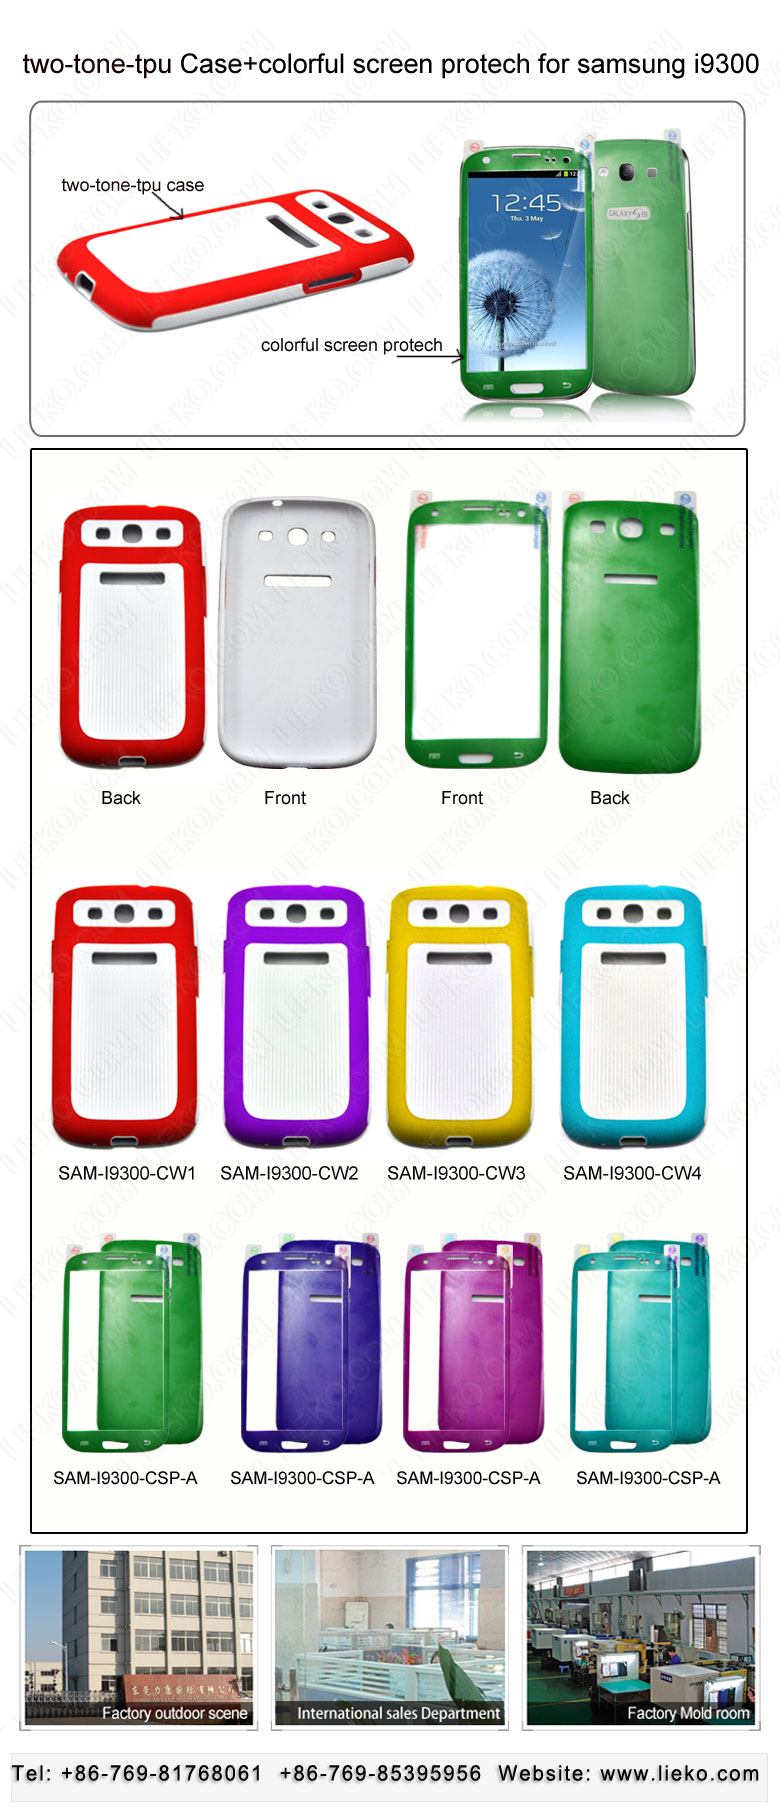 two-tone-tpu Case+colorful screen protech for samsung i9300
two-tone-tpu case
12:45
Thu. 3 May
GALAXY S III
colorful screen protech
Back Front Front Back
SAM-I9300-CW1 SAM-I9300-CW2 SAM-I9300-CW3 SAM-I9300-CW4
SAM-I9300-CSP-A SAM-I9300-CSP-A SAM-I9300-CSP-A SAM-I9300-CSP-A
Factory outdoor scene
International sales Department
Factory Mold room
Tel: +86-769-81768061 +86-769-85395956 Website: www.lieko.com
LIEKO.COM